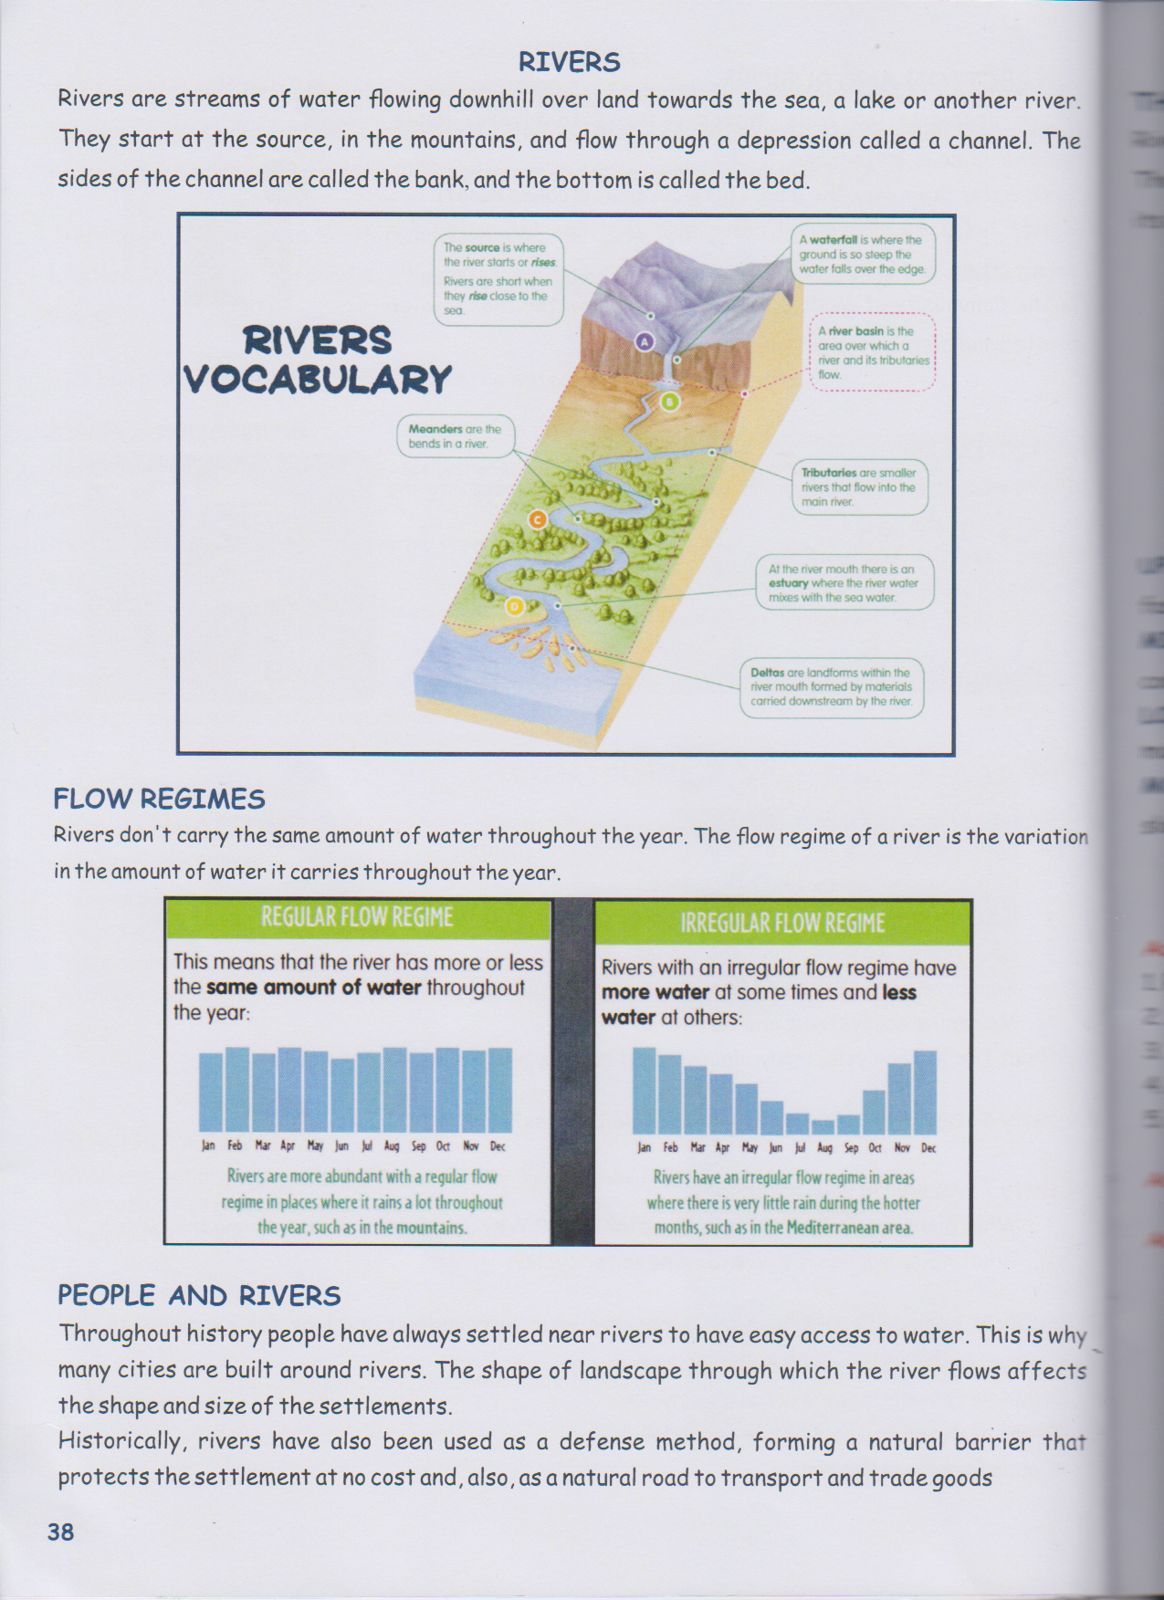 RIVERS
Rivers are streams of water flowing downhill over land towards the sea, a lake or another river.
They start at the source, in the mountains, and flow through a depression called a channel. The
sides of the channel are called the bank, and the bottom is called the bed.
RIVERS
VOCABULARY
The source is where
the river starts or rises.
Rivers are short when
they rise close to the
sea.
A waterfall is where the
ground is so steep the
water falls over the edge.
A river basin is the
area over which a
river and its tributaries
flow.
Meanders are the
bends in a river.
Tributaries are smaller
rivers that flow into the
main river.
At the river mouth there is an
estuary where the river water
mixes with the sea water.
Deltas are landforms within the
river mouth formed by materials
carried downstream by the river.
A
B
C
D
FLOW REGIMES
Rivers don't carry the same amount of water throughout the year. The flow regime of a river is the variation
in the amount of water it carries throughout the year.
REGULAR FLOW REGIME
This means that the river has more or less
the same amount of water throughout
the year:
Jan Feb Mar Apr May Jun Jul Aug Sep Oct Nov Dec
Rivers are more abundant with a regular flow
regime in places where it rains a lot throughout
the year, such as in the mountains.
IRREGULAR FLOW REGIME
Rivers with an irregular flow regime have
more water at some times and less
water at others:
Jan Feb Mar Apr May Jun Jul Aug Sep Oct Nov Dec
Rivers have an irregular flow regime in areas
where there is very little rain during the hotter
months, such as in the Mediterranean area.
PEOPLE AND RIVERS
Throughout history people have always settled near rivers to have easy access to water. This is why
many cities are built around rivers. The shape of landscape through which the river flows affects
the shape and size of the settlements.
Historically, rivers have also been used as a defense method, forming a natural barrier that
protects the settlement at no cost and, also, as a natural road to transport and trade goods
38